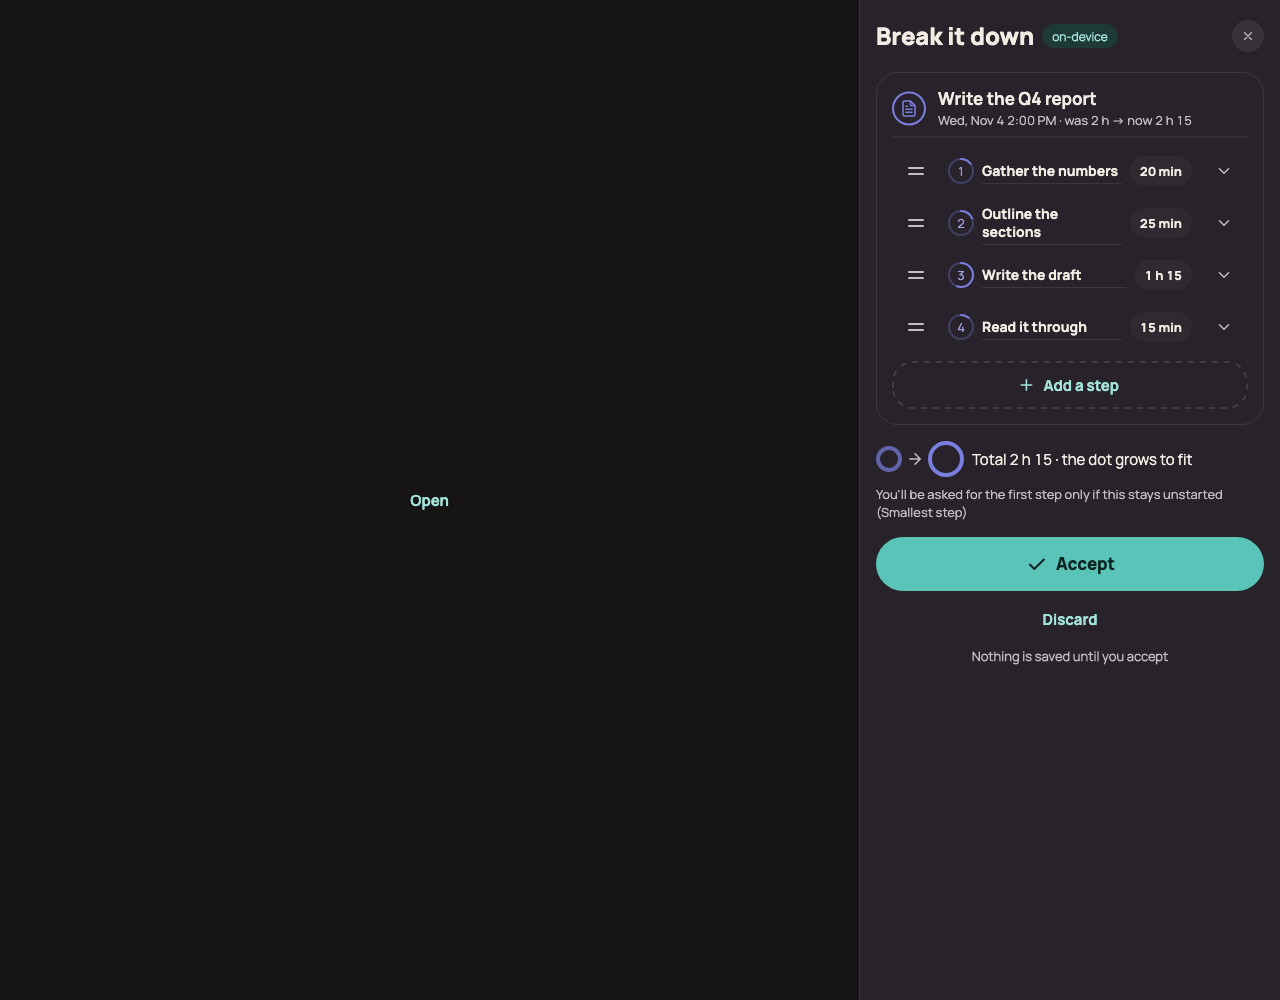 Break it down
on-device
Write the Q4 report
Wed, Nov 4 2:00 PM · was 2 h → now 2 h 15
1 Gather the numbers 20 min
2 Outline the
sections 25 min
3 Write the draft 1 h 15
4 Read it through 15 min
Add a step
Total 2 h 15 · the dot grows to fit
You'll be asked for the first step only if this stays unstarted
(Smallest step)
Open
Accept
Discard
Nothing is saved until you accept